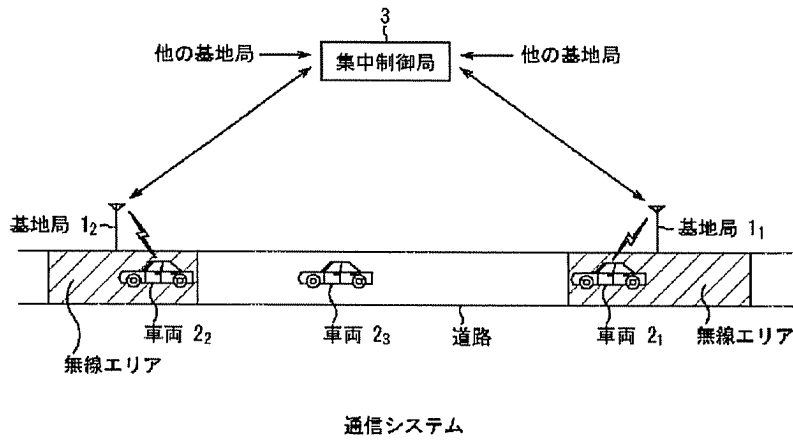 3
他の基地局
集中制御局
他の基地局
基地局 1₂
基地局 1₁
車両 2₂
車両 2₃
道路
車両 2₁
無線エリア
無線エリア
通信システム